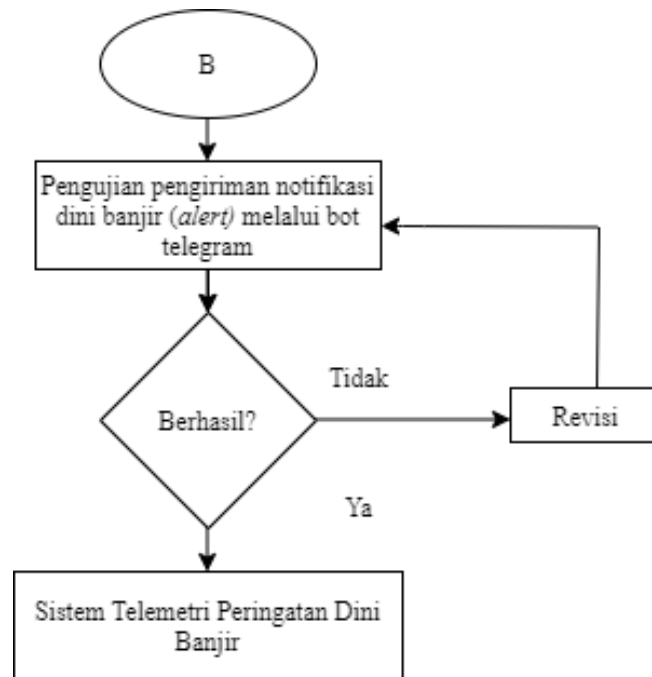 B
Pengujian pengiriman notifikasi
dini banjir (alert) melalui bot
telegram
Tidak
Berhasil?
Revisi
Ya
Sistem Telemetri Peringatan Dini
Banjir